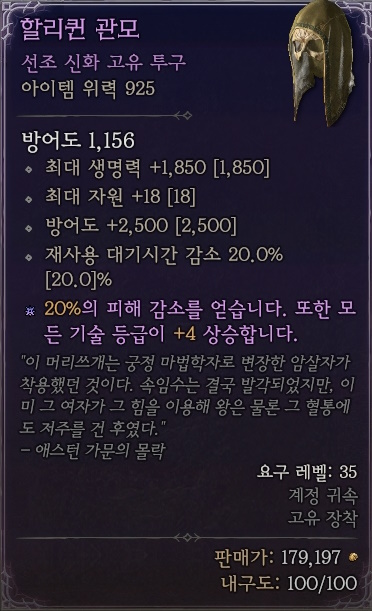 할리퀸 관모
선조 신화 고유 투구
아이템 위력 925
방어도 1,156
최대 생명력 +1,850 [1,850]
최대 자원 +18 [18]
방어도 +2,500 [2,500]
재사용 대기시간 감소 20.0%
[20.0]%
20%의 피해 감소를 얻습니다. 또한 모
든 기술 등급이 +4 상승합니다.
"이 머리쓰개는 궁정 마법학자로 변장한 암살자가
착용했던 것이다. 속임수는 결국 발각되었지만, 이
미 그 여자가 그 힘을 이용해 왕은 물론 그 혈통에
도 저주를 건 후였다."
– 애스턴 가문의 몰락
요구 레벨: 35
계정 귀속
고유 장착
판매가: 179,197
내구도: 100/100